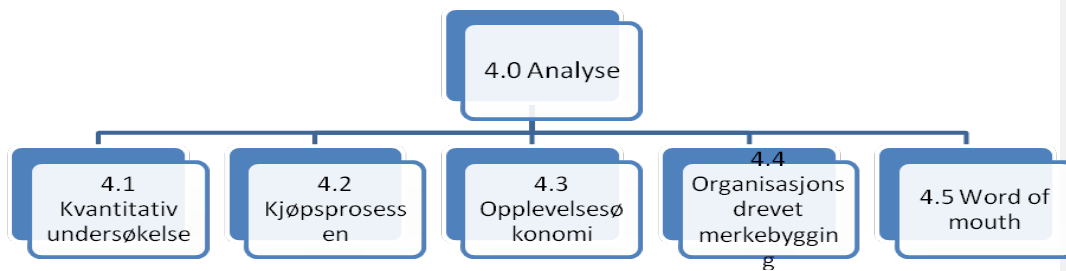 4.0 Analyse
4.1
Kvantitativ
undersøkelse
4.2
Kjøpsprosess
en
4.3
Opplevelsesø
konomi
4.4
Organisasjons
drevet
merkebyggin
g
4.5 Word of
mouth